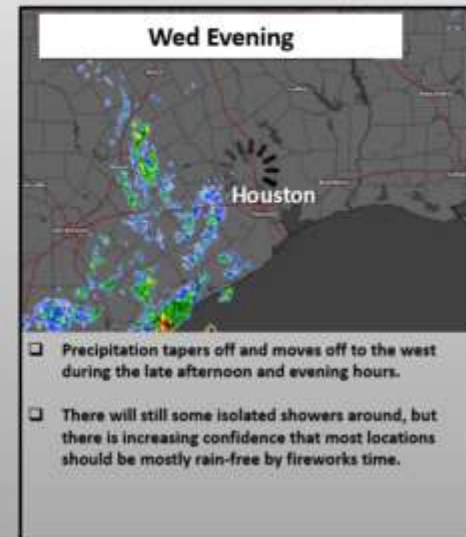 Wed Evening
Houston
Precipitation tapers off and moves off to the west
during the late afternoon and evening hours.
There will still some isolated showers around, but
there is increasing confidence that most locations
should be mostly rain-free by fireworks time.